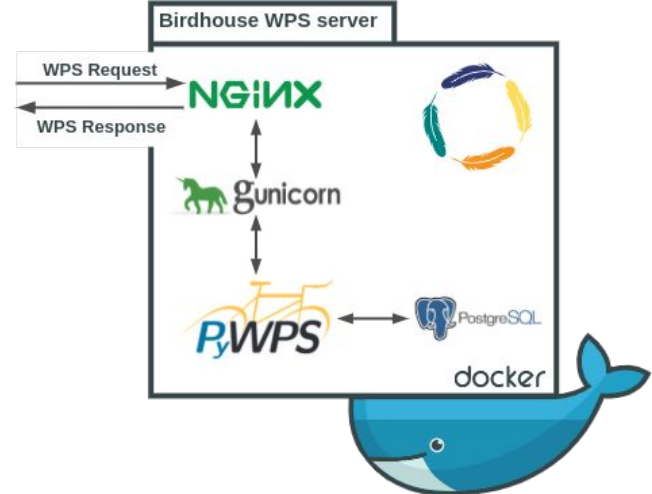 Birdhouse WPS server
WPS Request
NGINX
WPS Response
gunicorn
PyWPS
PostgreSQL
docker